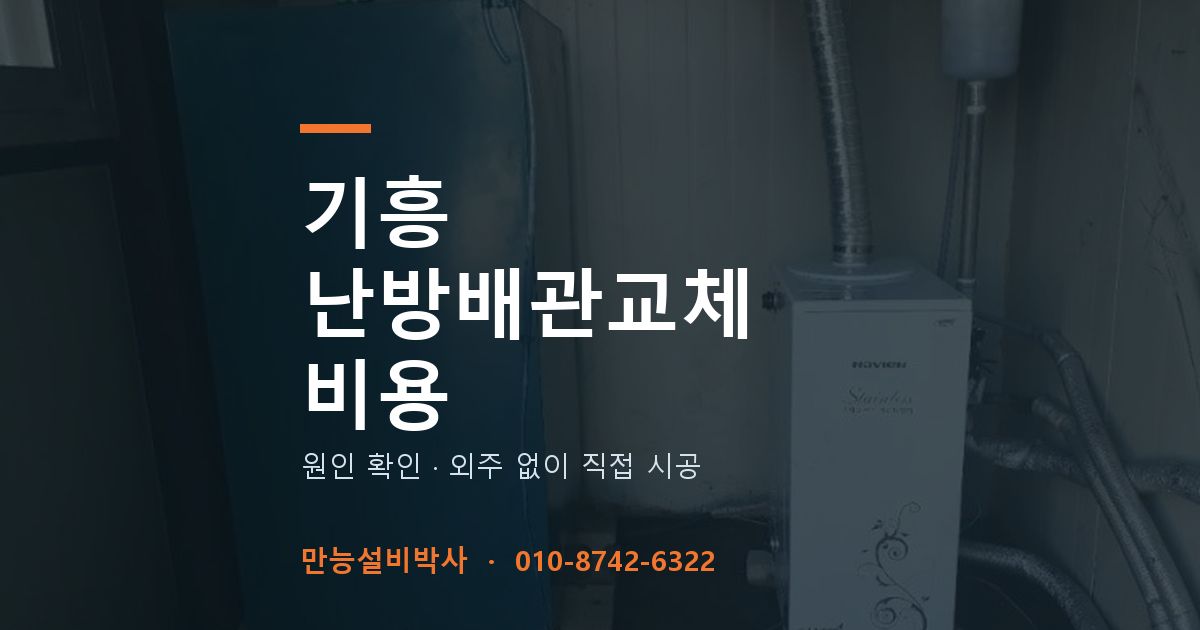 기흥
난방배관교체
비용
원인 확인 · 외주 없이 직접 시공
만능설비박사 · 010-8742-6322
NAVIEN
Stainless